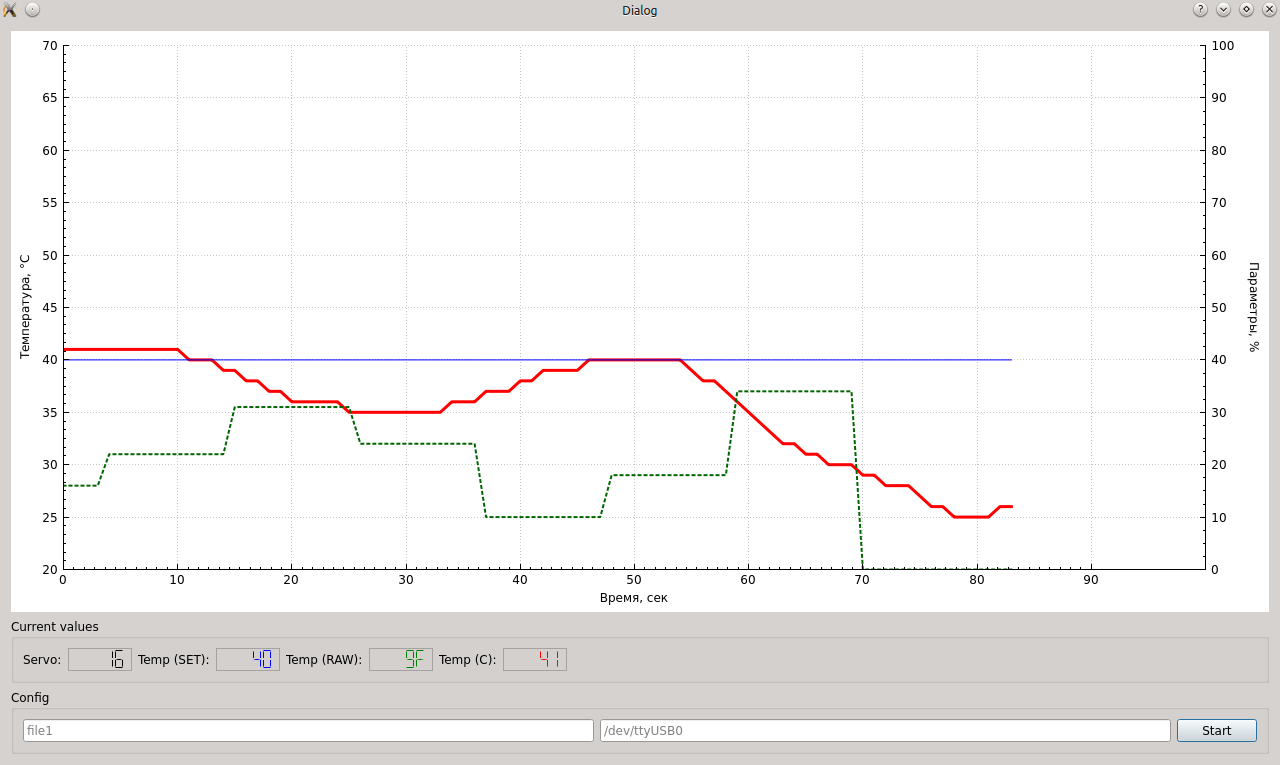 Dialog
70 100
65 90
60 80
55 70
50 60
45 50
40 40
35 30
30 20
25 10
20 0
Температура, °C
Параметры, %
0 10 20 30 40 50 60 70 80 90
Время, сек
Current values
Servo: 16 Temp (SET): 40 Temp (RAW): 9F Temp (C): 41
Config
file1 /dev/ttyUSB0 Start